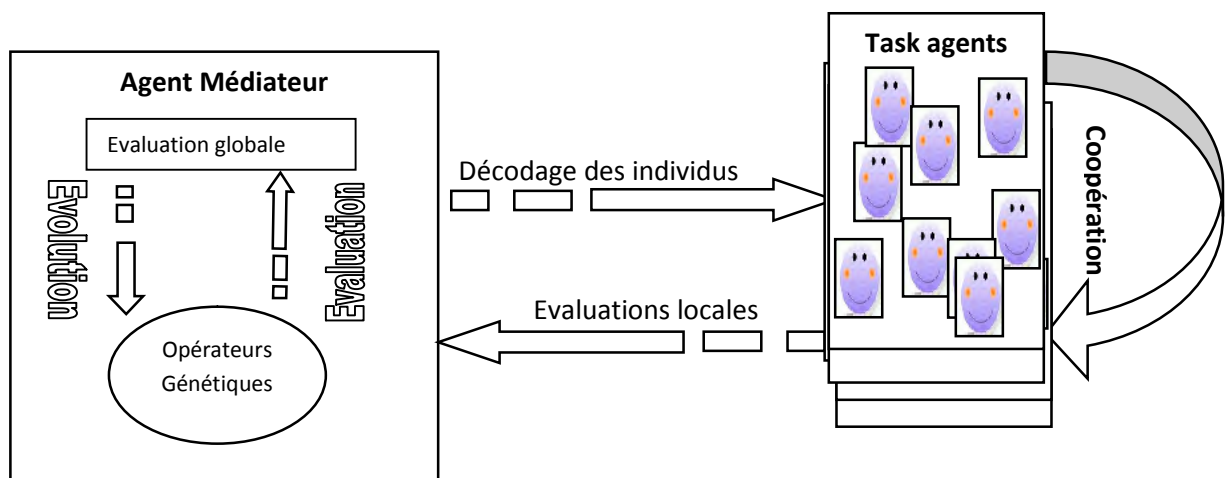 Agent Médiateur
Evaluation globale
Evolution
Evaluation
Opérateurs
Génétiques
Décodage des individus
Evaluations locales
Task agents
Coopération